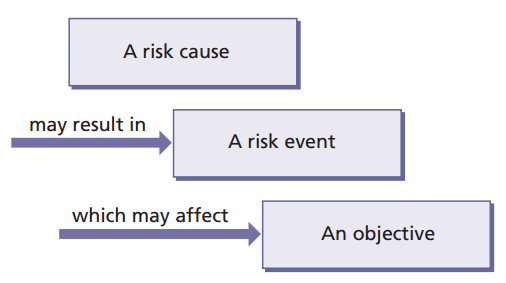 A risk cause
may result in
A risk event
which may affect
An objective